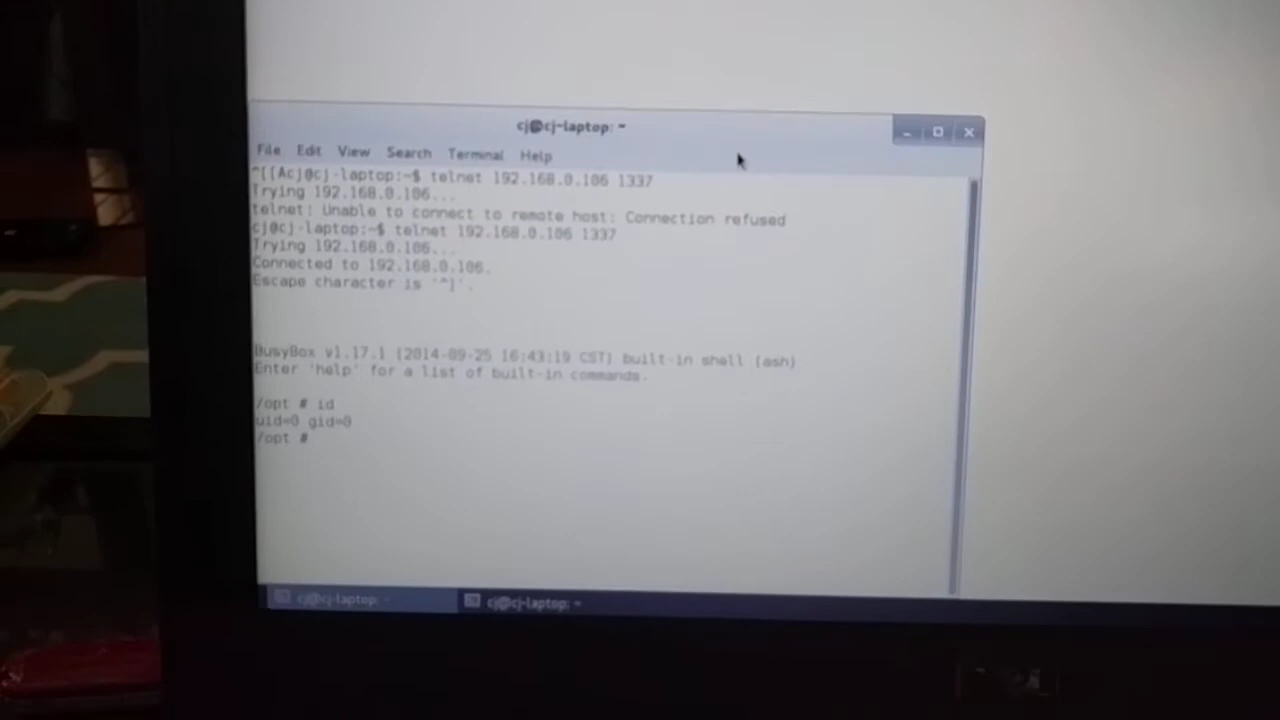 cj@cj-laptop: ~
File Edit View Search Terminal Help
^[[Acj@cj-laptop:~$ telnet 192.168.0.106 1337
Trying 192.168.0.106...
telnet: Unable to connect to remote host: Connection refused
cj@cj-laptop:~$ telnet 192.168.0.106 1337
Trying 192.168.0.106...
Connected to 192.168.0.106.
Escape character is '^]'.
BusyBox v1.17.1 (2014-09-25 16:43:19 CST) built-in shell (ash)
Enter 'help' for a list of built-in commands.
/opt # id
uid=0 gid=0
/opt #
cj@cj-laptop: ~ cj@cj-laptop: ~